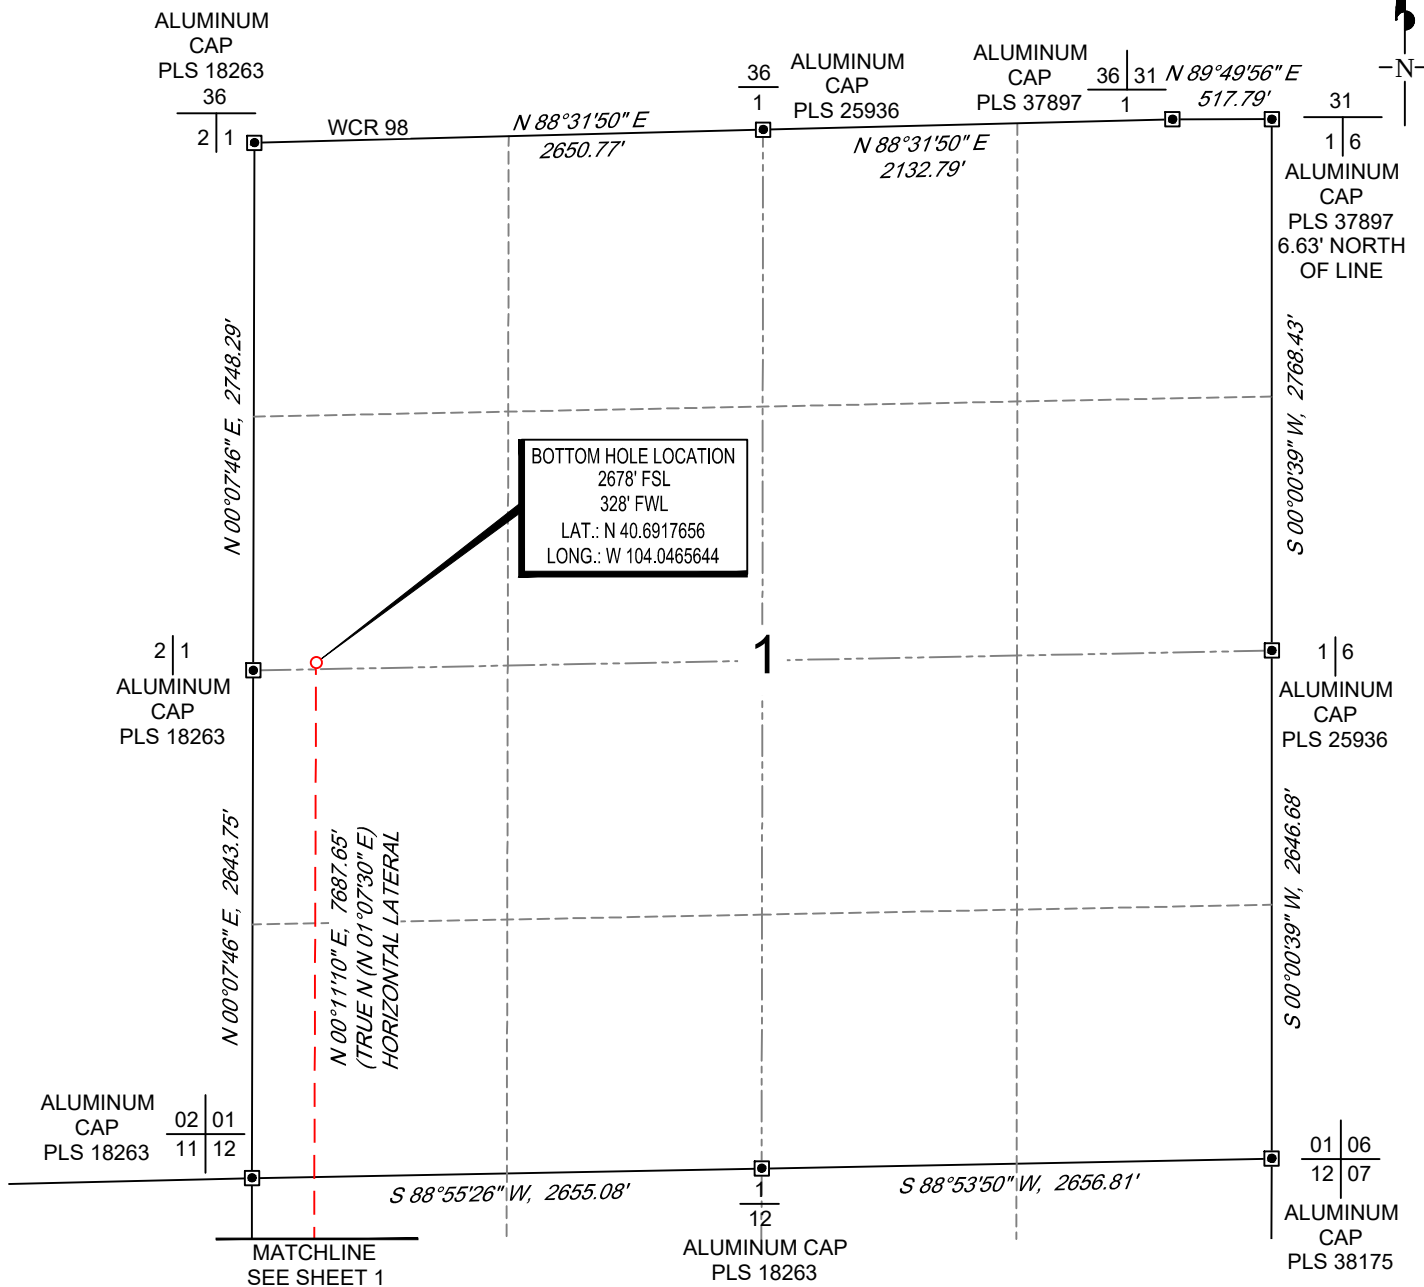 ALUMINUM
CAP
PLS 18263
36
2 1
WCR 98
N 88°31'50" E
2650.77'
36
1
ALUMINUM
CAP
PLS 25936
N 88°31'50" E
2132.79'
ALUMINUM
CAP
PLS 37897
36 31
1
N 89°49'56" E
517.79'
-N-
31
1 6
ALUMINUM
CAP
PLS 37897
6.63' NORTH
OF LINE
N 00°07'46" E, 2748.29'
S 00°00'39" W, 2768.43'
BOTTOM HOLE LOCATION
2678' FSL
328' FWL
LAT.: N 40.6917656
LONG.: W 104.0465644
2 1
ALUMINUM
CAP
PLS 18263
1
1 6
ALUMINUM
CAP
PLS 25936
N 00°07'46" E, 2643.75'
N 00°11'10" E, 7687.65'
(TRUE N (N 01°07'30" E)
HORIZONTAL LATERAL
S 00°00'39" W, 2646.68'
ALUMINUM
CAP
PLS 18263
02 01
11 12
S 88°55'26" W, 2655.08'
1
12
ALUMINUM CAP
PLS 18263
S 88°53'50" W, 2656.81'
01 06
12 07
ALUMINUM
CAP
PLS 38175
MATCHLINE
SEE SHEET 1